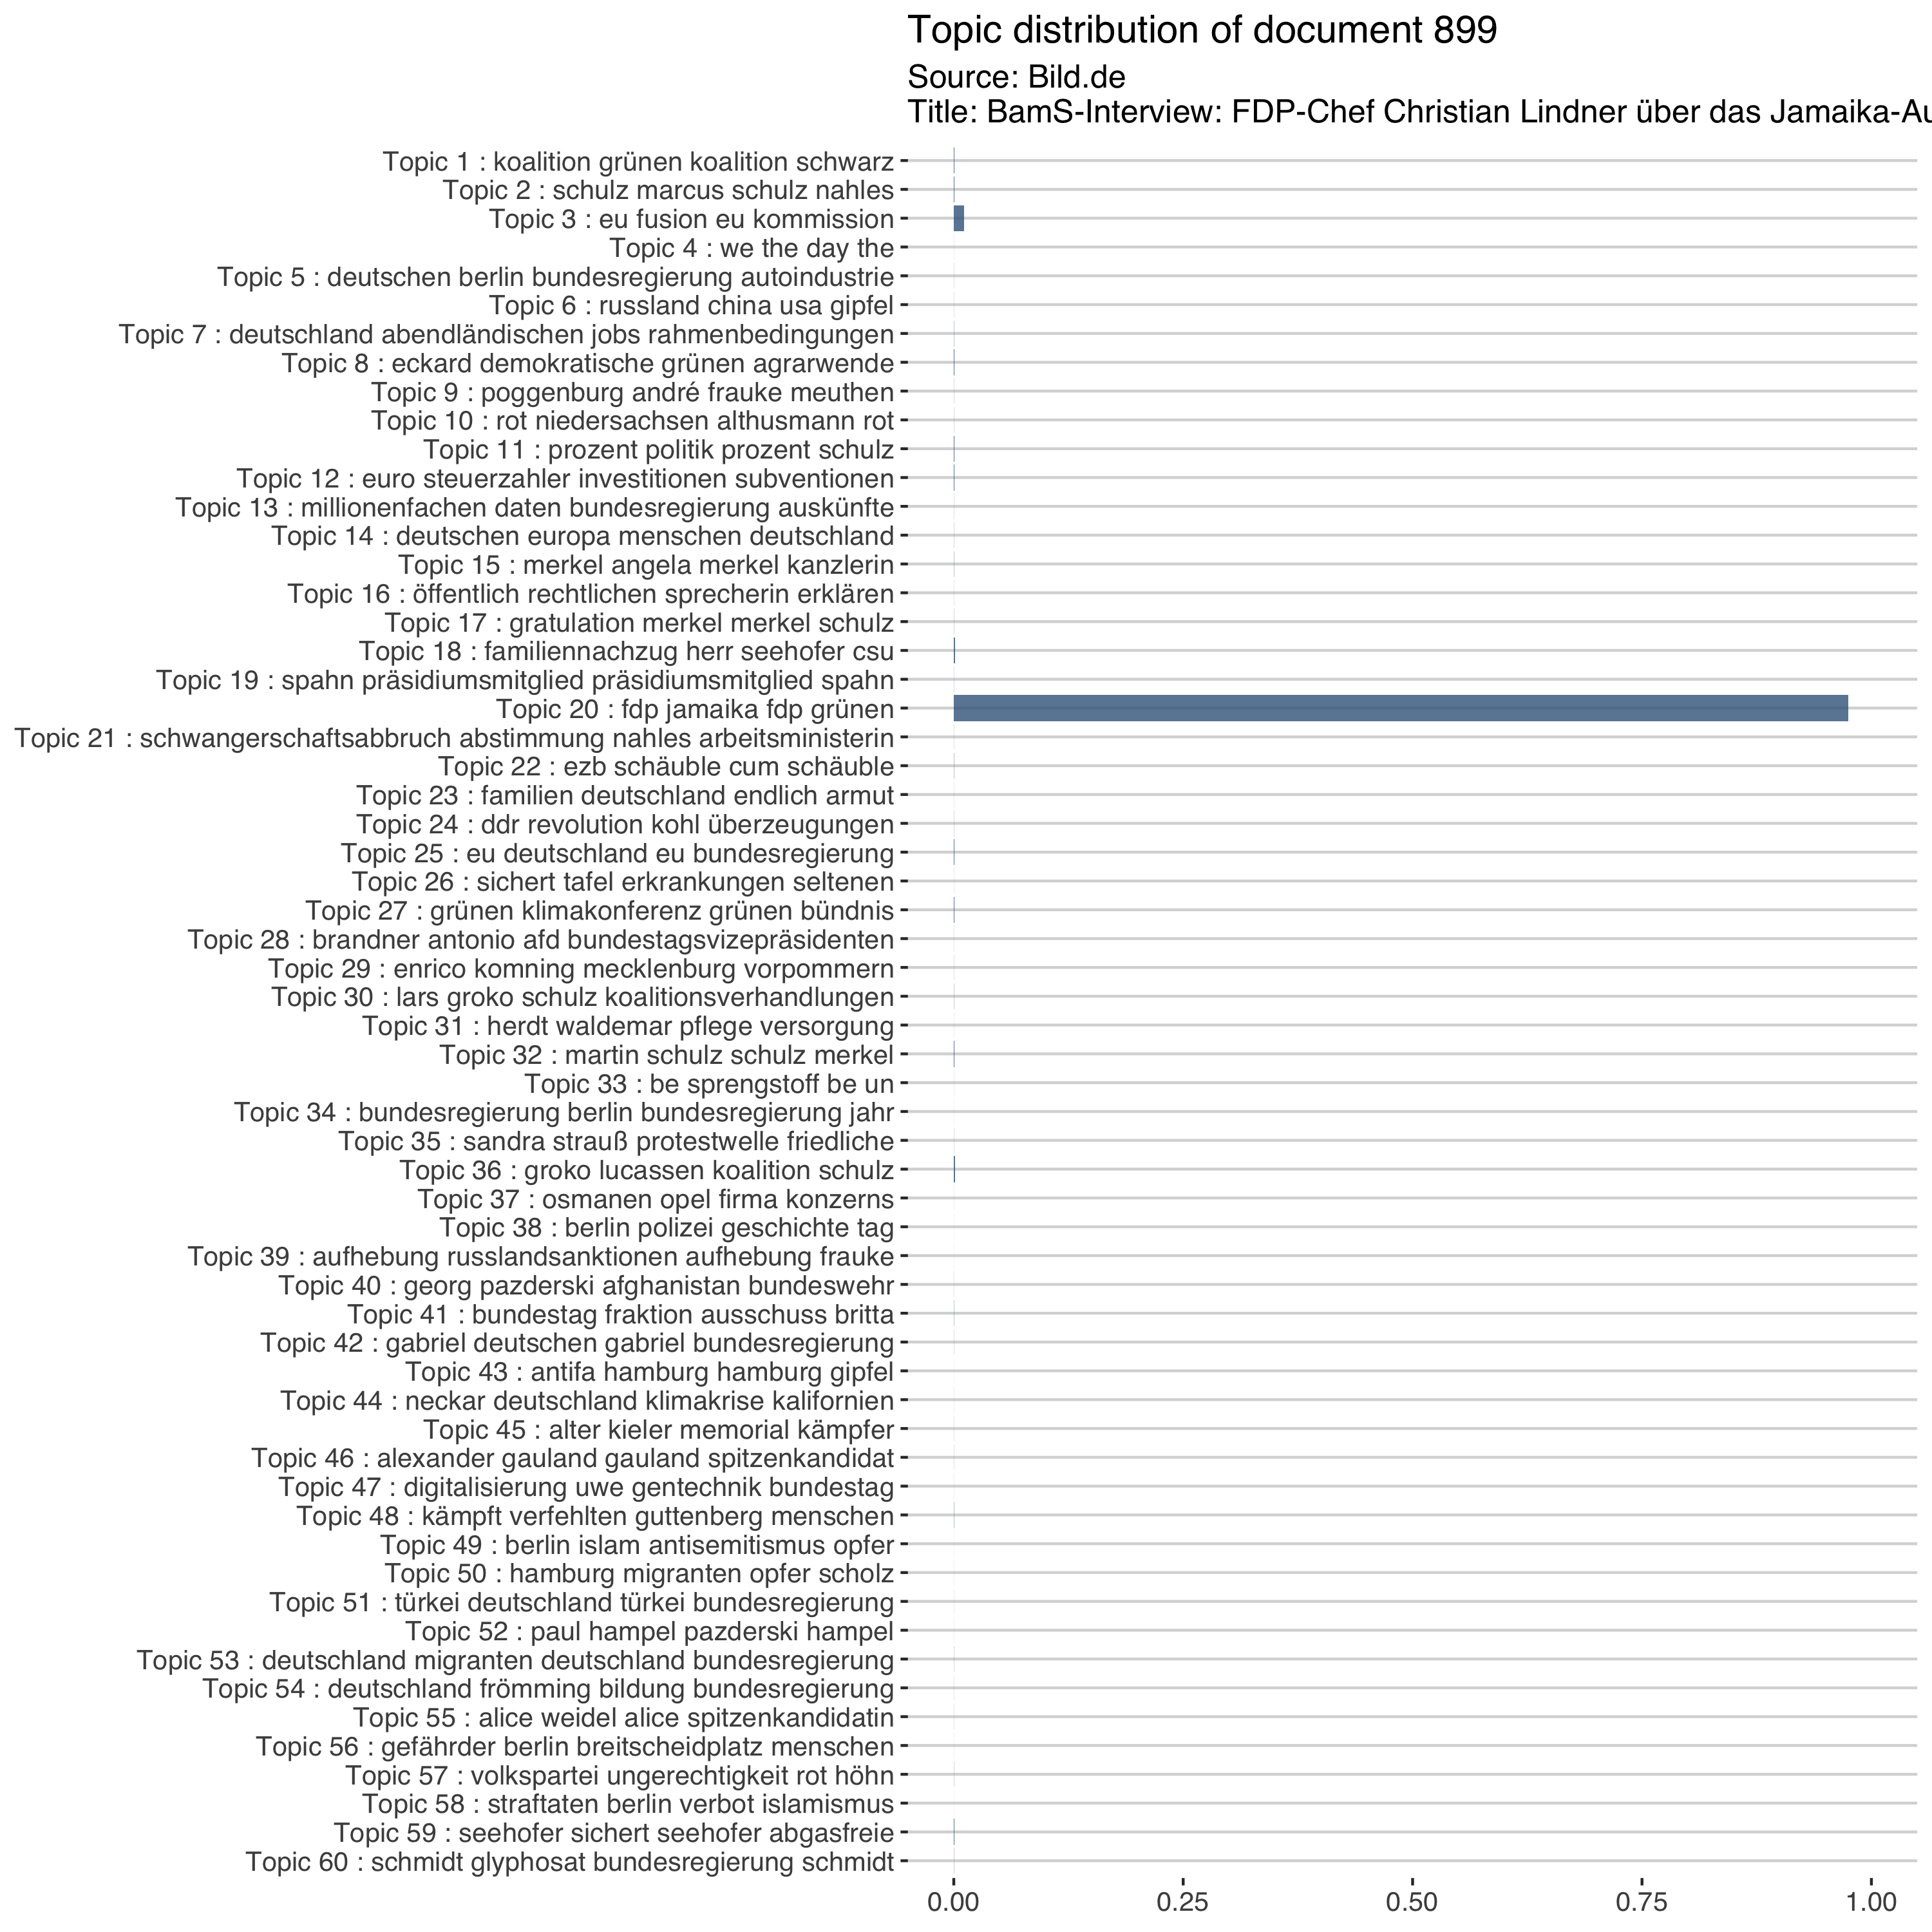 Topic distribution of document 899
Source: Bild.de
Title: BamS-Interview: FDP-Chef Christian Lindner über das Jamaika-Au
Topic 1 : koalition grünen koalition schwarz
Topic 2 : schulz marcus schulz nahles
Topic 3 : eu fusion eu kommission
Topic 4 : we the day the
Topic 5 : deutschen berlin bundesregierung autoindustrie
Topic 6 : russland china usa gipfel
Topic 7 : deutschland abendländischen jobs rahmenbedingungen
Topic 8 : eckard demokratische grünen agrarwende
Topic 9 : poggenburg andré frauke meuthen
Topic 10 : rot niedersachsen althusmann rot
Topic 11 : prozent politik prozent schulz
Topic 12 : euro steuerzahler investitionen subventionen
Topic 13 : millionenfachen daten bundesregierung auskünfte
Topic 14 : deutschen europa menschen deutschland
Topic 15 : merkel angela merkel kanzlerin
Topic 16 : öffentlich rechtlichen sprecherin erklären
Topic 17 : gratulation merkel merkel schulz
Topic 18 : familiennachzug herr seehofer csu
Topic 19 : spahn präsidiumsmitglied präsidiumsmitglied spahn
Topic 20 : fdp jamaika fdp grünen
Topic 21 : schwangerschaftsabbruch abstimmung nahles arbeitsministerin
Topic 22 : ezb schäuble cum schäuble
Topic 23 : familien deutschland endlich armut
Topic 24 : ddr revolution kohl überzeugungen
Topic 25 : eu deutschland eu bundesregierung
Topic 26 : sichert tafel erkrankungen seltenen
Topic 27 : grünen klimakonferenz grünen bündnis
Topic 28 : brandner antonio afd bundestagsvizepräsidenten
Topic 29 : enrico komning mecklenburg vorpommern
Topic 30 : lars groko schulz koalitionsverhandlungen
Topic 31 : herdt waldemar pflege versorgung
Topic 32 : martin schulz schulz merkel
Topic 33 : be sprengstoff be un
Topic 34 : bundesregierung berlin bundesregierung jahr
Topic 35 : sandra strauß protestwelle friedliche
Topic 36 : groko lucassen koalition schulz
Topic 37 : osmanen opel firma konzerns
Topic 38 : berlin polizei geschichte tag
Topic 39 : aufhebung russlandsanktionen aufhebung frauke
Topic 40 : georg pazderski afghanistan bundeswehr
Topic 41 : bundestag fraktion ausschuss britta
Topic 42 : gabriel deutschen gabriel bundesregierung
Topic 43 : antifa hamburg hamburg gipfel
Topic 44 : neckar deutschland klimakrise kalifornien
Topic 45 : alter kieler memorial kämpfer
Topic 46 : alexander gauland gauland spitzenkandidat
Topic 47 : digitalisierung uwe gentechnik bundestag
Topic 48 : kämpft verfehlten guttenberg menschen
Topic 49 : berlin islam antisemitismus opfer
Topic 50 : hamburg migranten opfer scholz
Topic 51 : türkei deutschland türkei bundesregierung
Topic 52 : paul hampel pazderski hampel
Topic 53 : deutschland migranten deutschland bundesregierung
Topic 54 : deutschland frömming bildung bundesregierung
Topic 55 : alice weidel alice spitzenkandidatin
Topic 56 : gefährder berlin breitscheidplatz menschen
Topic 57 : volkspartei ungerechtigkeit rot höhn
Topic 58 : straftaten berlin verbot islamismus
Topic 59 : seehofer sichert seehofer abgasfreie
Topic 60 : schmidt glyphosat bundesregierung schmidt
0.00 0.25 0.50 0.75 1.00